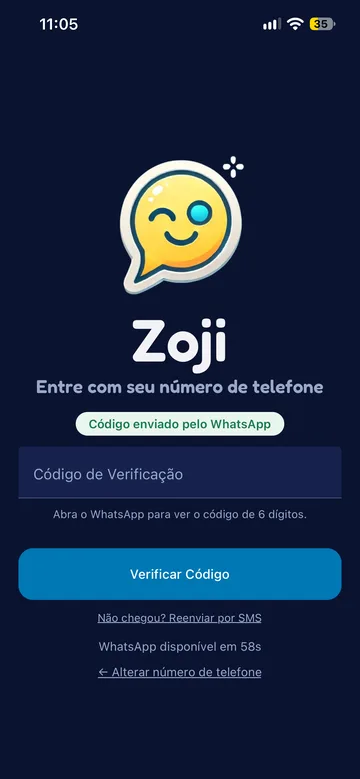 11:05
35
Zoji
Entre com seu número de telefone
Código enviado pelo WhatsApp
Código de Verificação
Abra o WhatsApp para ver o código de 6 dígitos.
Verificar Código
Não chegou? Reenviar por SMS
WhatsApp disponível em 58s
← Alterar número de telefone